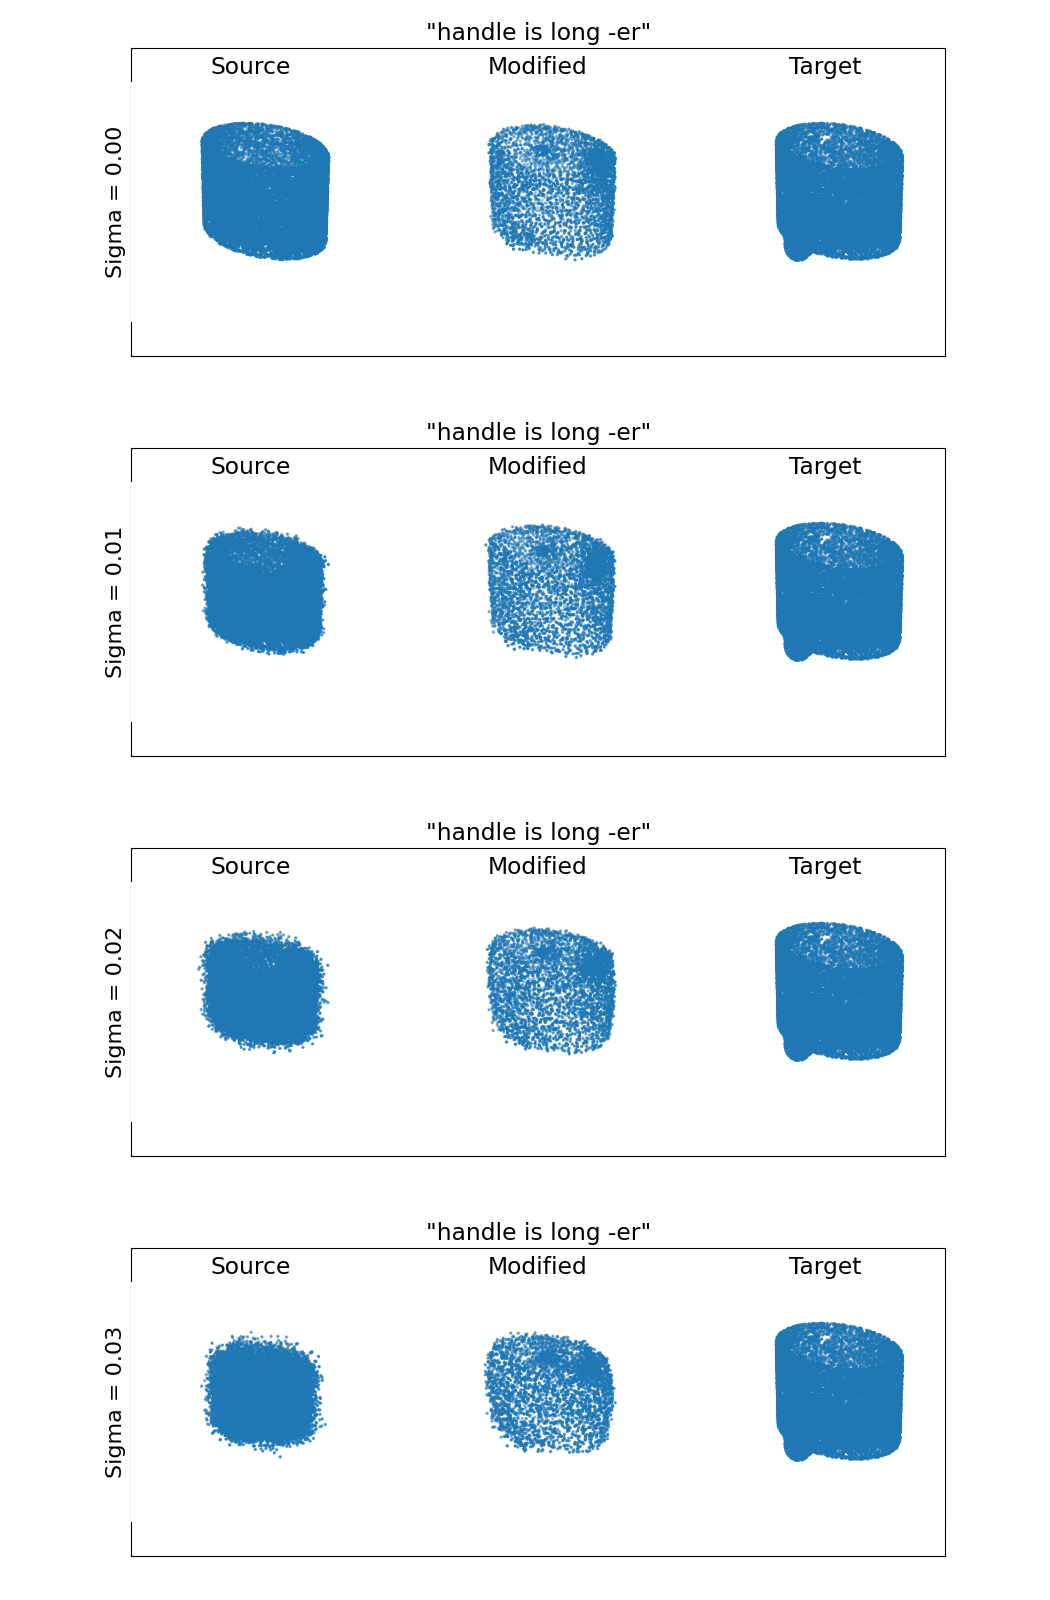 "handle is long -er"
Source Modified Target
Sigma = 0.00
"handle is long -er"
Source Modified Target
Sigma = 0.01
"handle is long -er"
Source Modified Target
Sigma = 0.02
"handle is long -er"
Source Modified Target
Sigma = 0.03